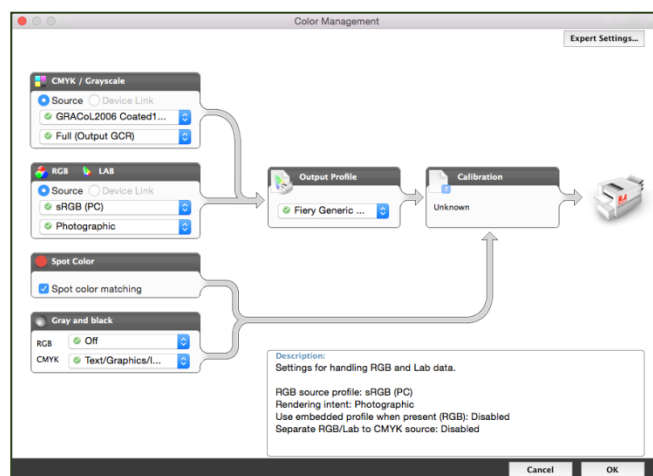 Color Management
Expert Settings...
CMYK / Grayscale
Source Device Link
GRACoL2006 Coated1...
Full (Output GCR)
RGB LAB
Source Device Link
sRGB (PC)
Photographic
Output Profile
Fiery Generic ...
Calibration
Unknown
Spot Color
Spot color matching
Gray and black
RGB Off
CMYK Text/Graphics/I...
Description:
Settings for handling RGB and Lab data.
RGB source profile: sRGB (PC)
Rendering intent: Photographic
Use embedded profile when present (RGB): Disabled
Separate RGB/Lab to CMYK source: Disabled
Cancel OK